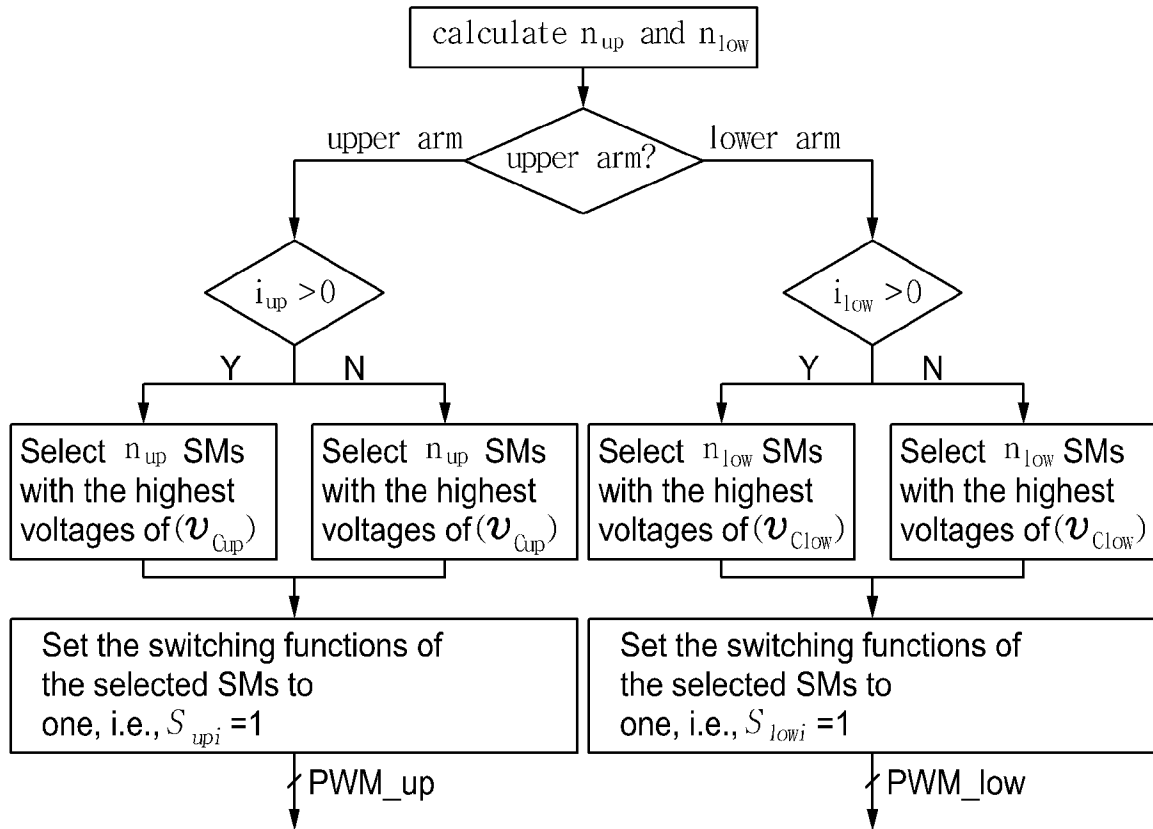 calculate n_up and n_low
upper arm
upper arm?
lower arm
i_up >0
i_low >0
Y
N
Y
N
Select n_up SMs
with the highest
voltages of(v_Cup)
Select n_up SMs
with the highest
voltages of(v_Cup)
Select n_low SMs
with the highest
voltages of(v_Clow)
Select n_low SMs
with the highest
voltages of(v_Clow)
Set the switching functions of
the selected SMs to
one, i.e., S_upi =1
Set the switching functions of
the selected SMs to
one, i.e., S_lowi =1
PWM_up
PWM_low